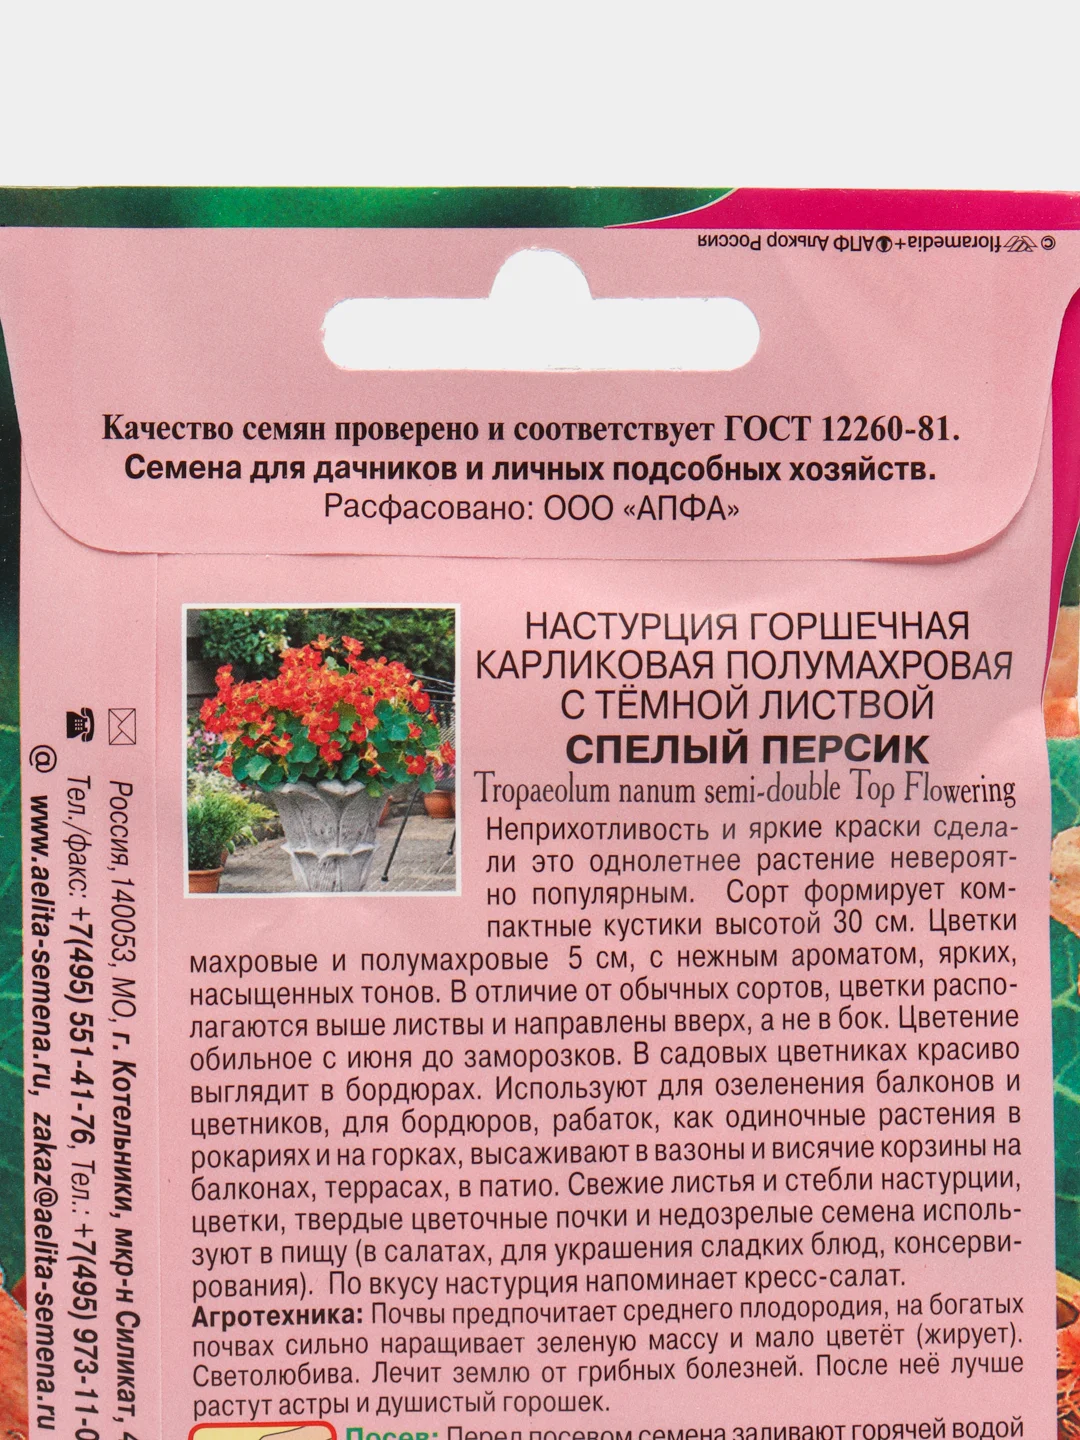 © floramedia+АПФ Алькор Россия
Качество семян проверено и соответствует ГОСТ 12260-81.
Семена для дачников и личных подсобных хозяйств.
Расфасовано: ООО «АПФА»
НАСТУРЦИЯ ГОРШЕЧНАЯ
КАРЛИКОВАЯ ПОЛУМАХРОВАЯ
С ТЁМНОЙ ЛИСТВОЙ
СПЕЛЫЙ ПЕРСИК
Tropaeolum nanum semi-double Top Flowering
Неприхотливость и яркие краски сдела-
ли это однолетнее растение невероят-
но популярным. Сорт формирует ком-
пактные кустики высотой 30 см. Цветки
махровые и полумахровые 5 см, с нежным ароматом, ярких,
насыщенных тонов. В отличие от обычных сортов, цветки распо-
лагаются выше листвы и направлены вверх, а не в бок. Цветение
обильное с июня до заморозков. В садовых цветниках красиво
выглядит в бордюрах. Используют для озеленения балконов и
цветников, для бордюров, рабаток, как одиночные растения в
рокариях и на горках, высаживают в вазоны и висячие корзины на
балконах, террасах, в патио. Свежие листья и стебли настурции,
цветки, твердые цветочные почки и недозрелые семена исполь-
зуют в пищу (в салатах, для украшения сладких блюд, консерви-
рования). По вкусу настурция напоминает кресс-салат.
Агротехника: Почвы предпочитает среднего плодородия, на богатых
почвах сильно наращивает зеленую массу и мало цветёт (жирует).
Светолюбива. Лечит землю от грибных болезней. После неё лучше
растут астры и душистый горошек.
Посев: Перед посевом семена заливают горячей водой
Россия, 140053, МО, г. Котельники, мкр-н Силикат, 4
Тел./факс: +7(495) 551-41-76, Тел.: +7(495) 973-11-0
@ www.aelita-semena.ru, zakaz@aelita-semena.ru